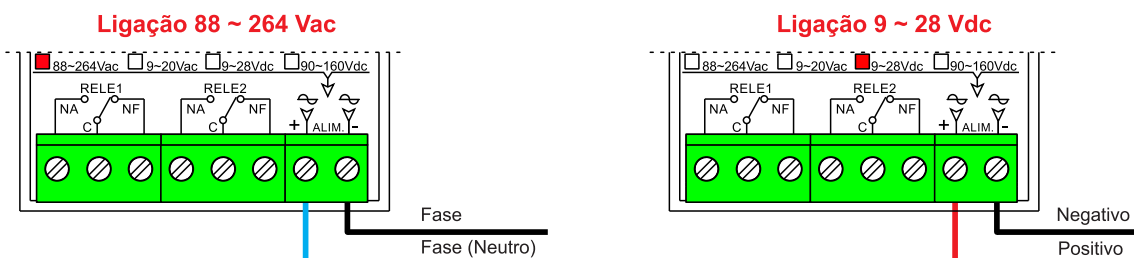 Ligação 88 ~ 264 Vac
88~264Vac 9~20Vac 9~28Vdc 90~160Vdc
RELE1 RELE2
NA NF NA NF
C C + ALIM. -
Fase
Fase (Neutro)
Ligação 9 ~ 28 Vdc
88~264Vac 9~20Vac 9~28Vdc 90~160Vdc
RELE1 RELE2
NA NF NA NF
C C + ALIM. -
Negativo
Positivo